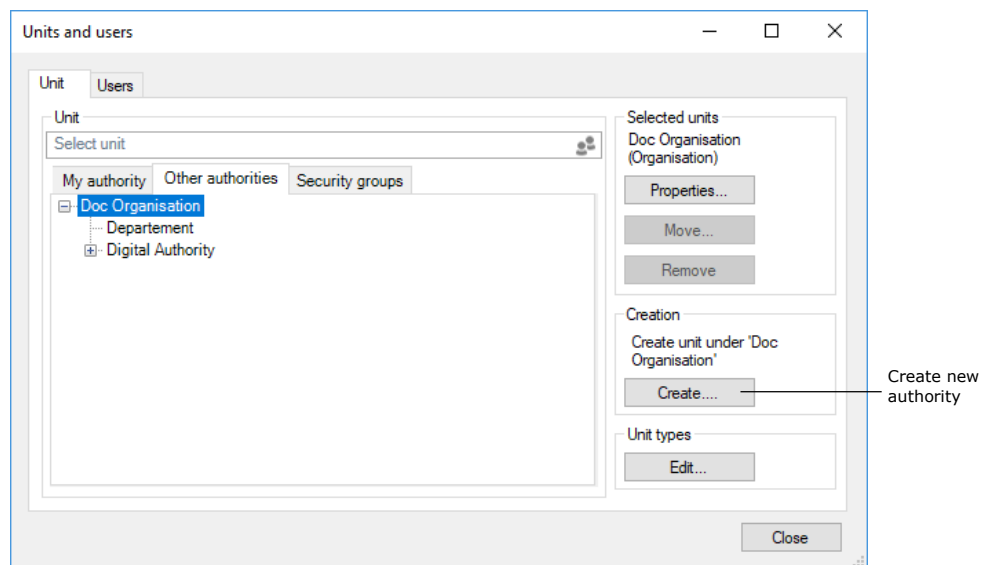 Units and users
Unit
Users
Unit
Select unit
My authority
Other authorities
Security groups
Doc Organisation
Departement
Digital Authority
Selected units
Doc Organisation
(Organisation)
Properties...
Move...
Remove
Creation
Create unit under 'Doc
Organisation'
Create....
Create new
authority
Unit types
Edit...
Close